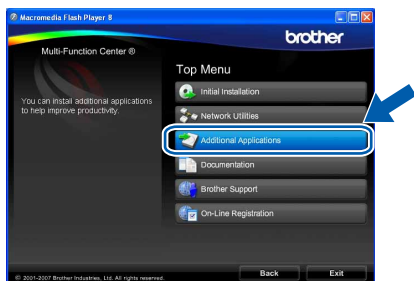 Macromedia Flash Player 8
brother
Multi-Function Center ®
Top Menu
You can install additional applications
to help improve productivity.
Initial Installation
Network Utilities
Additional Applications
Documentation
Brother Support
On-Line Registration
© 2001-2007 Brother Industries, Ltd. All rights reserved.
Back
Exit